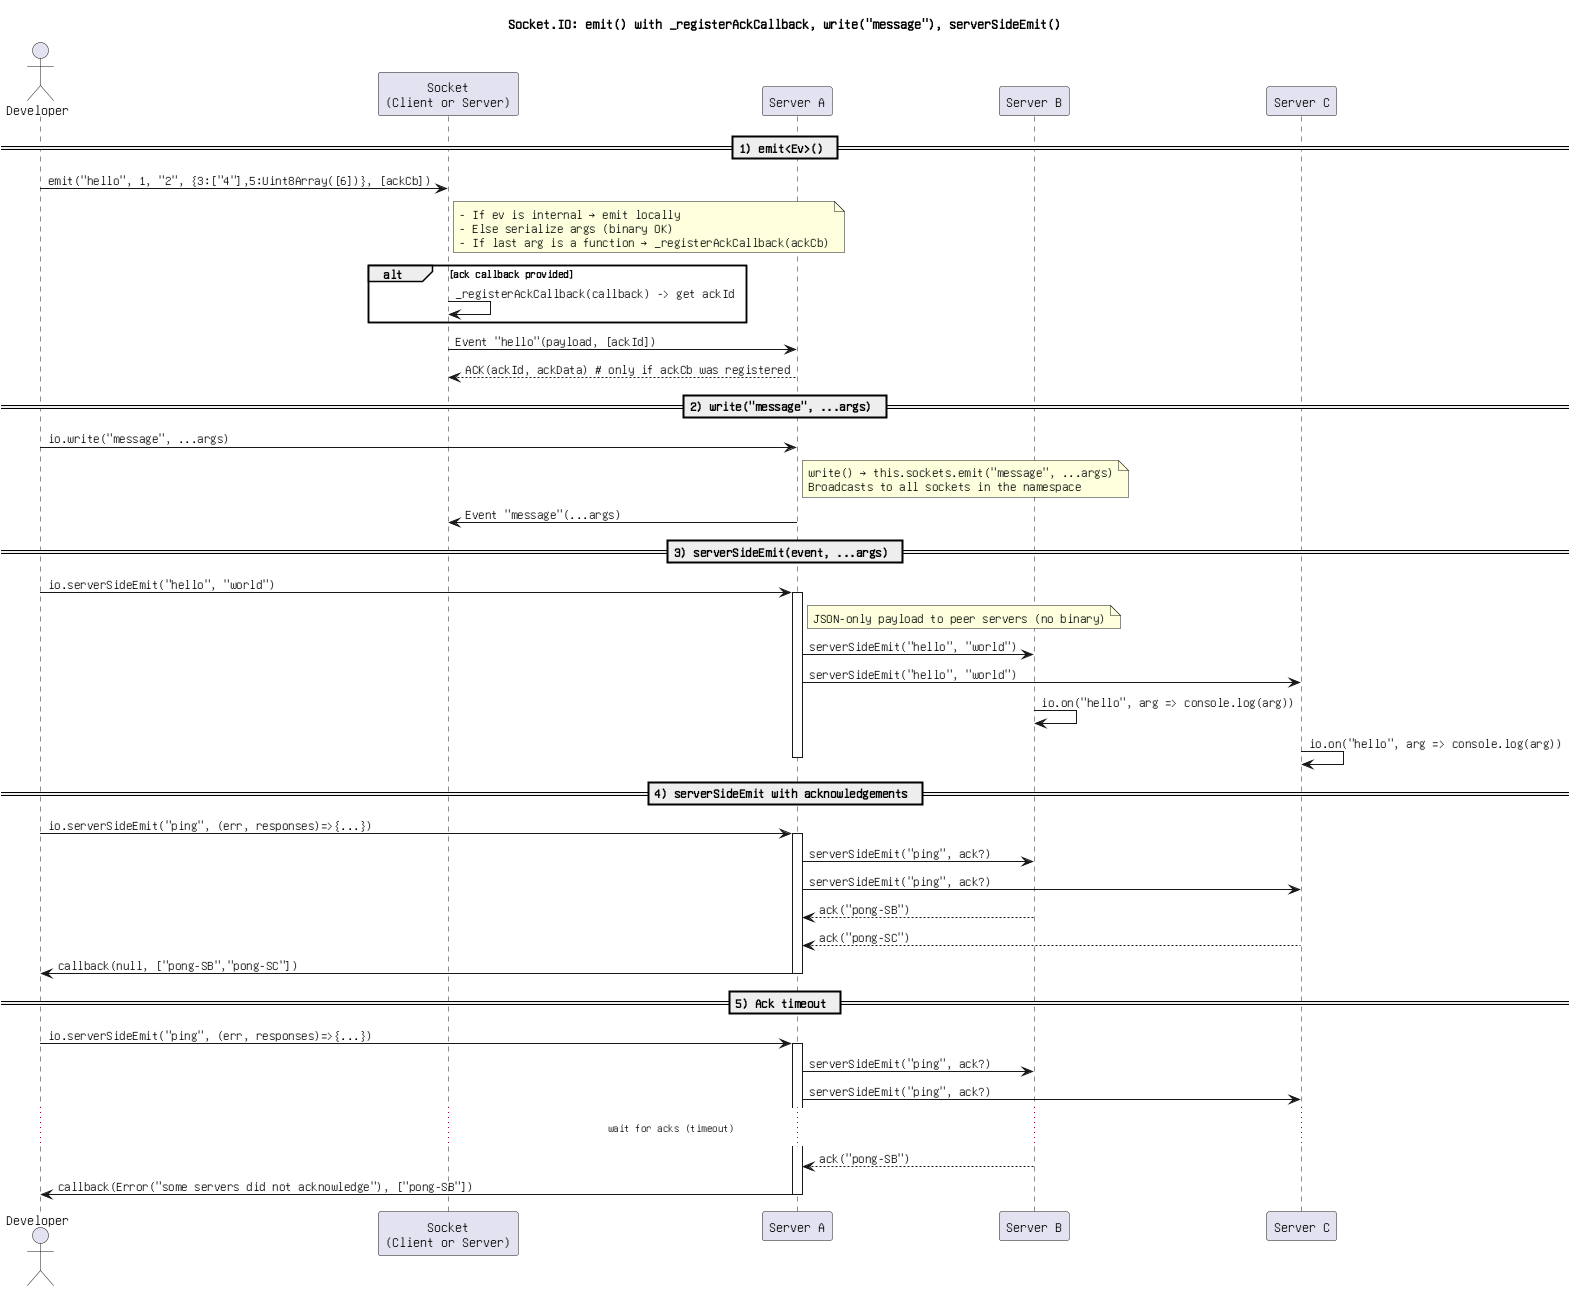 Socket.IO: emit() with _registerAckCallback, write("message"), serverSideEmit()
Developer
Socket
(Client or Server)
Server A
Server B
Server C
1) emit<Ev>()
emit("hello", 1, "2", {3:["4"],5:Uint8Array([6])}, [ackCb])
- If ev is internal → emit locally
- Else serialize args (binary OK)
- If last arg is a function → _registerAckCallback(ackCb)
alt
[ack callback provided]
_registerAckCallback(callback) -> get ackId
Event "hello"(payload, [ackId])
ACK(ackId, ackData) # only if ackCb was registered
2) write("message", ...args)
io.write("message", ...args)
write() → this.sockets.emit("message", ...args)
Broadcasts to all sockets in the namespace
Event "message"(...args)
3) serverSideEmit(event, ...args)
io.serverSideEmit("hello", "world")
JSON-only payload to peer servers (no binary)
serverSideEmit("hello", "world")
serverSideEmit("hello", "world")
io.on("hello", arg => console.log(arg))
io.on("hello", arg => console.log(arg))
4) serverSideEmit with acknowledgements
io.serverSideEmit("ping", (err, responses)=>{...})
serverSideEmit("ping", ack?)
serverSideEmit("ping", ack?)
ack("pong-SB")
ack("pong-SC")
callback(null, ["pong-SB","pong-SC"])
5) Ack timeout
io.serverSideEmit("ping", (err, responses)=>{...})
serverSideEmit("ping", ack?)
serverSideEmit("ping", ack?)
wait for acks (timeout)
ack("pong-SB")
callback(Error("some servers did not acknowledge"), ["pong-SB"])
Developer
Socket
(Client or Server)
Server A
Server B
Server C